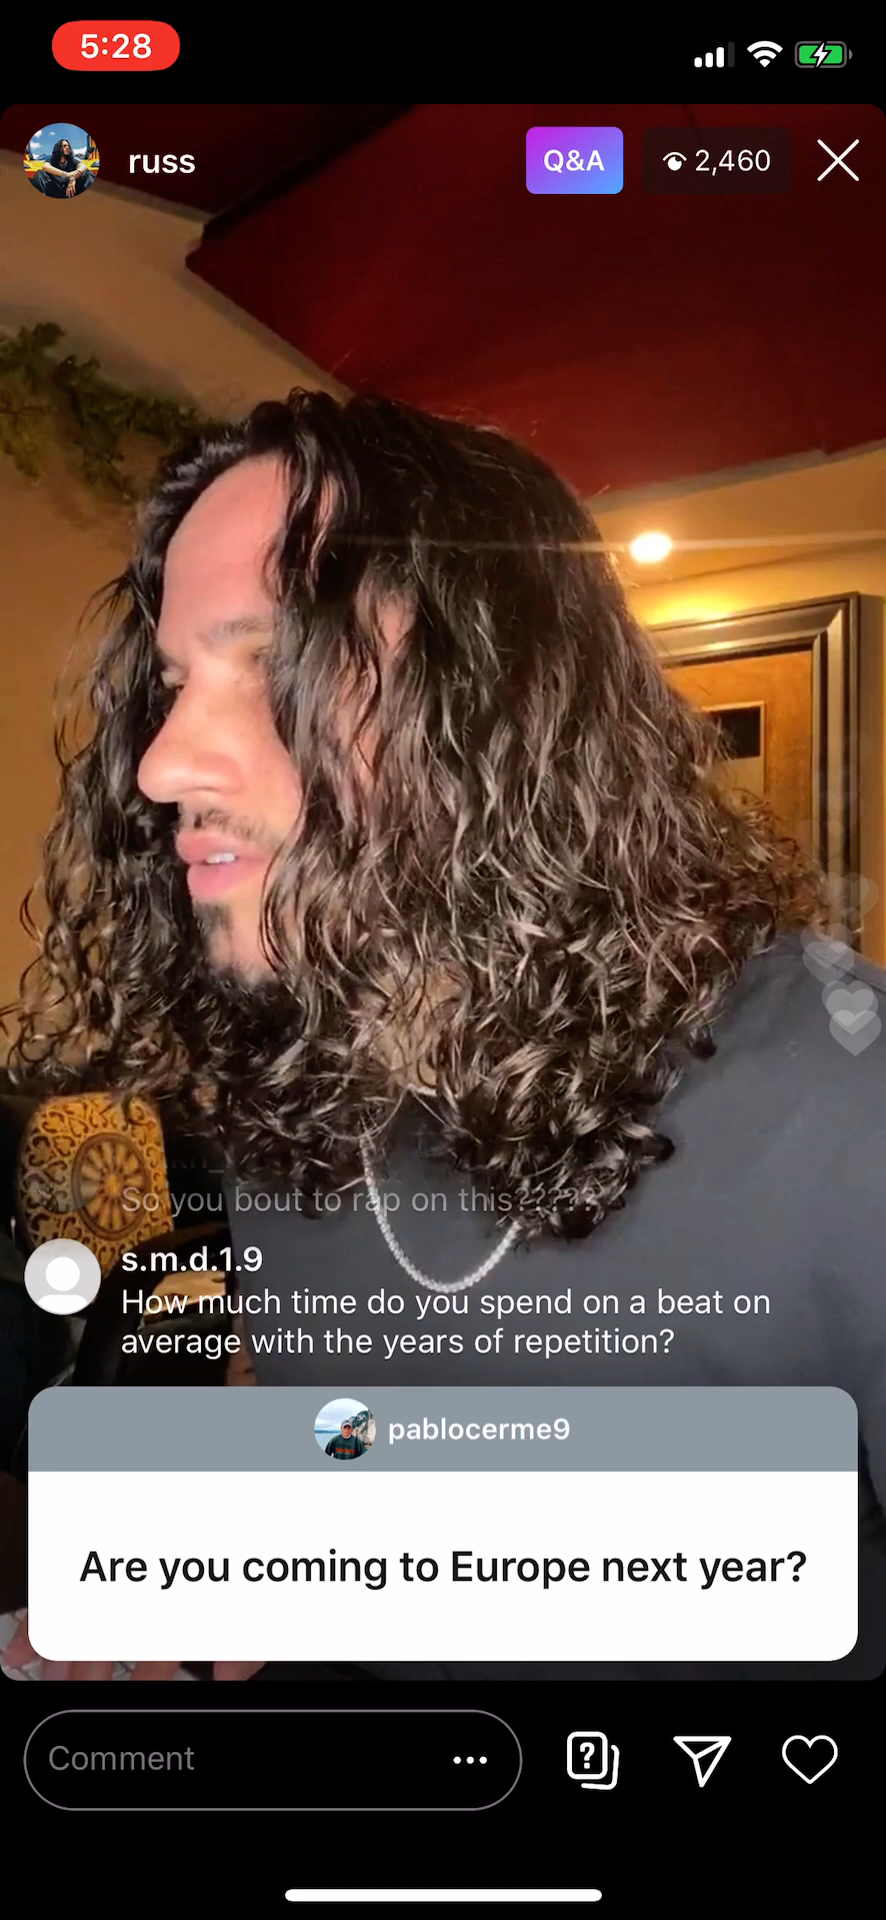 5:28
russ
Q&A
2,460
So you bout to rap on this?????
s.m.d.1.9
How much time do you spend on a beat on
average with the years of repetition?
pablocerme9
Are you coming to Europe next year?
Comment
?